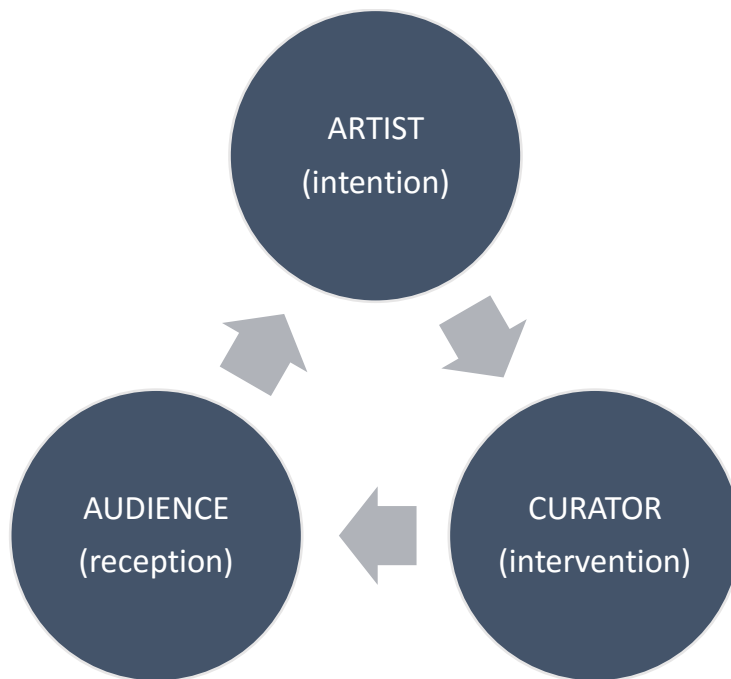 ARTIST
(intention)
AUDIENCE
(reception)
CURATOR
(intervention)